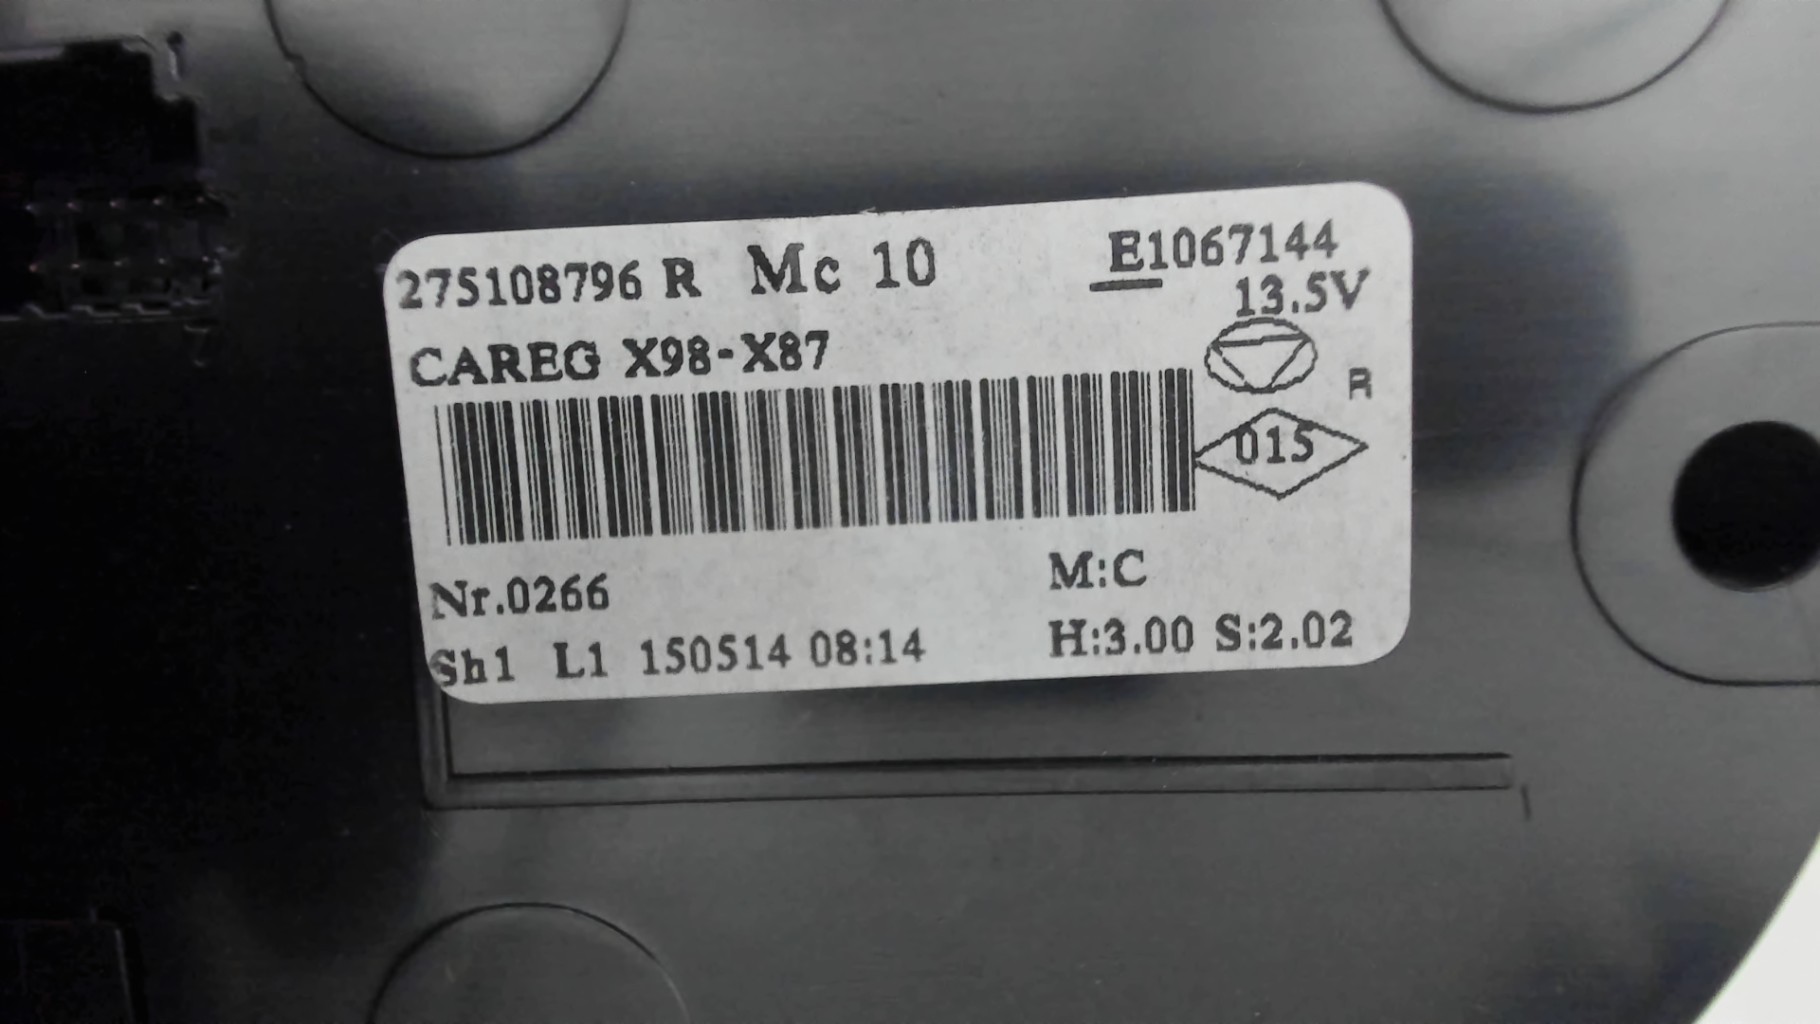 275108796 R Mc 10 E1067144
13.5V
CAREG X98-X87
R
015
Nr.0266 M:C
Sh1 L1 150514 08:14 H:3.00 S:2.02